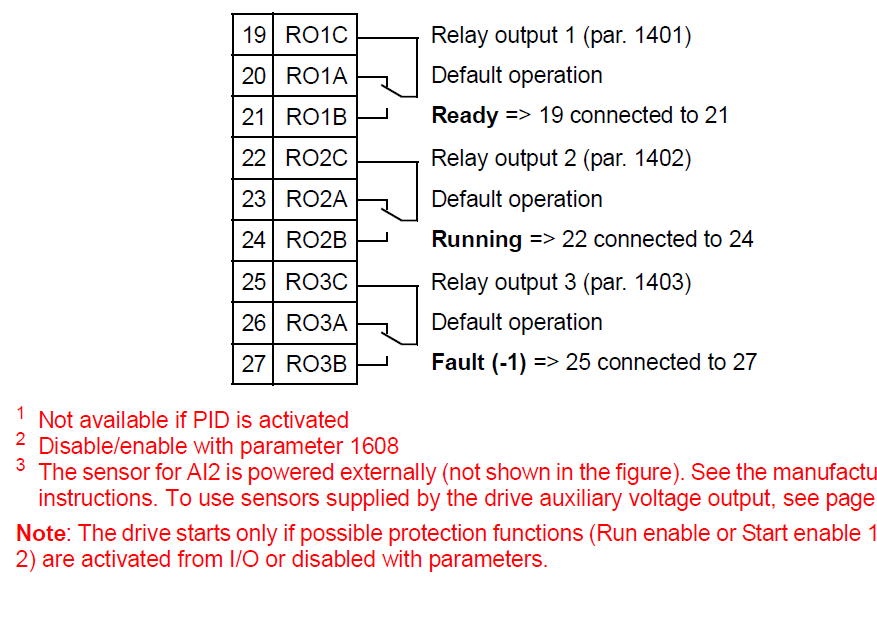 19 RO1C Relay output 1 (par. 1401)
20 RO1A Default operation
21 RO1B Ready => 19 connected to 21
22 RO2C Relay output 2 (par. 1402)
23 RO2A Default operation
24 RO2B Running => 22 connected to 24
25 RO3C Relay output 3 (par. 1403)
26 RO3A Default operation
27 RO3B Fault (-1) => 25 connected to 27
1 Not available if PID is activated
2 Disable/enable with parameter 1608
3 The sensor for AI2 is powered externally (not shown in the figure). See the manufactu
instructions. To use sensors supplied by the drive auxiliary voltage output, see page
Note: The drive starts only if possible protection functions (Run enable or Start enable 1
2) are activated from I/O or disabled with parameters.